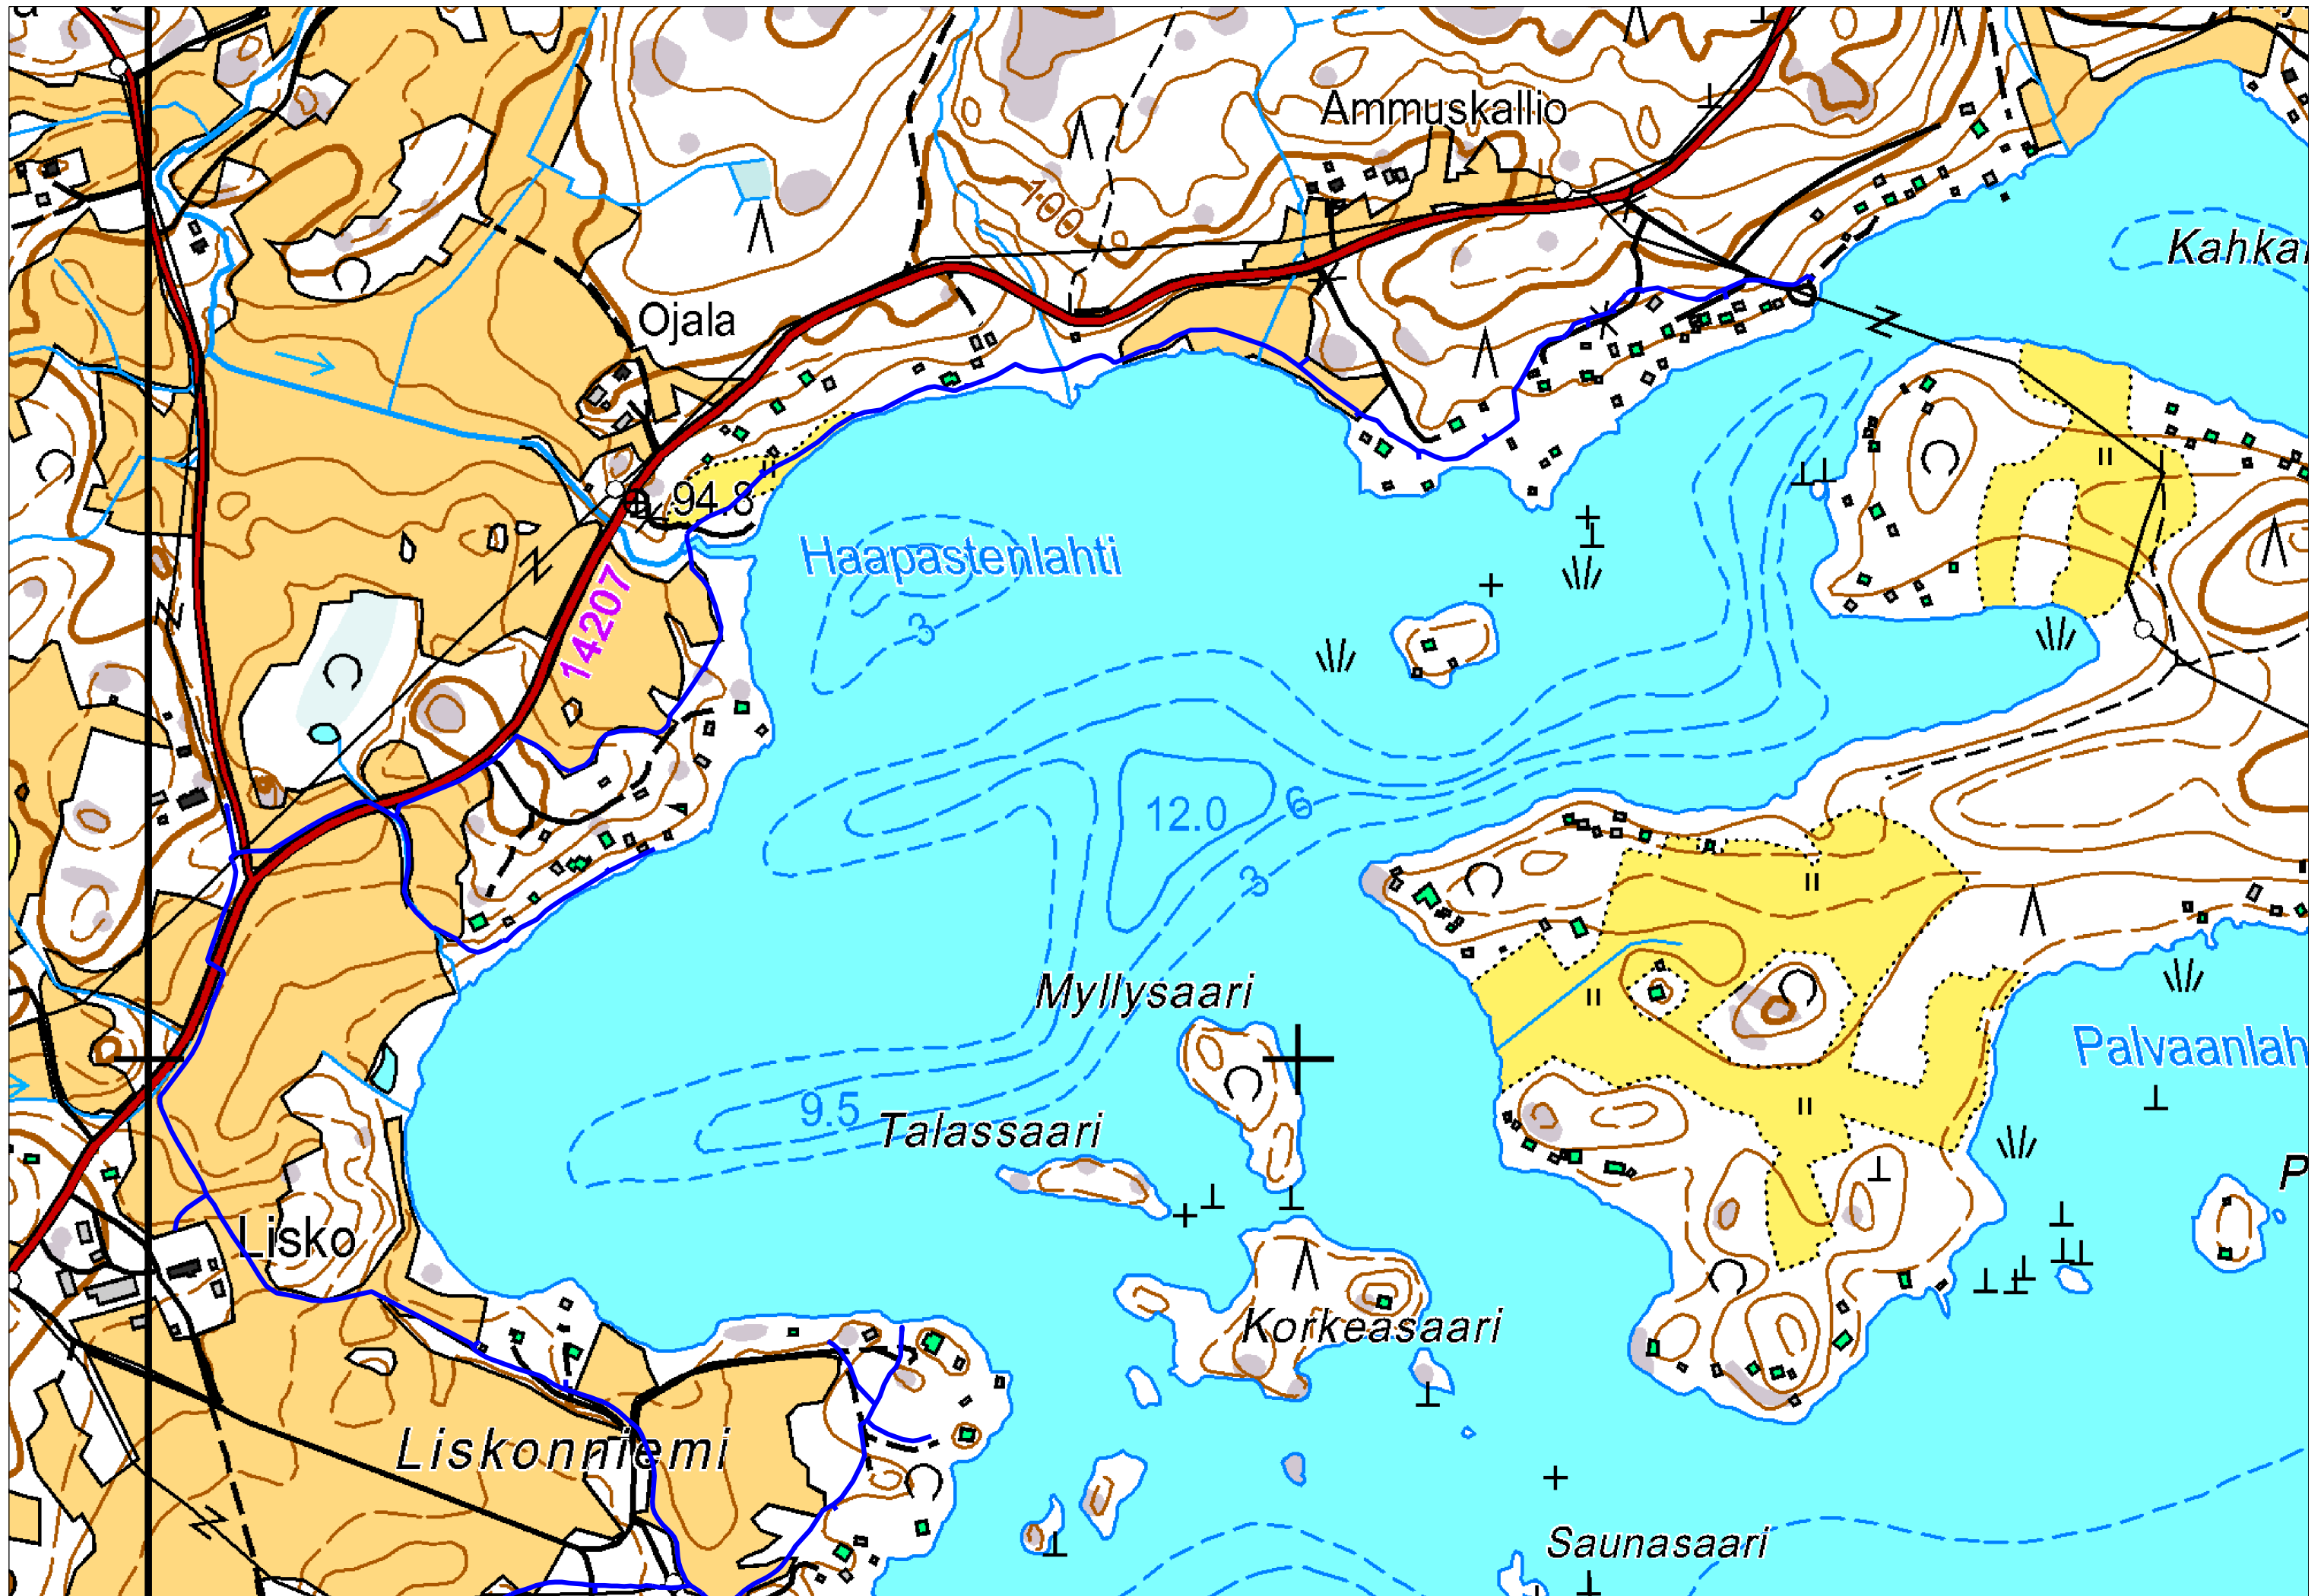 Ammuskallio
100
Kahka
Ojala
94.8
Haapastenlahti
3
14207
12.0
6
3
Myllysaari
Palvaanlah
9.5
Talassaari
P
Lisko
Korkeasaari
Liskonniemi
Saunasaari